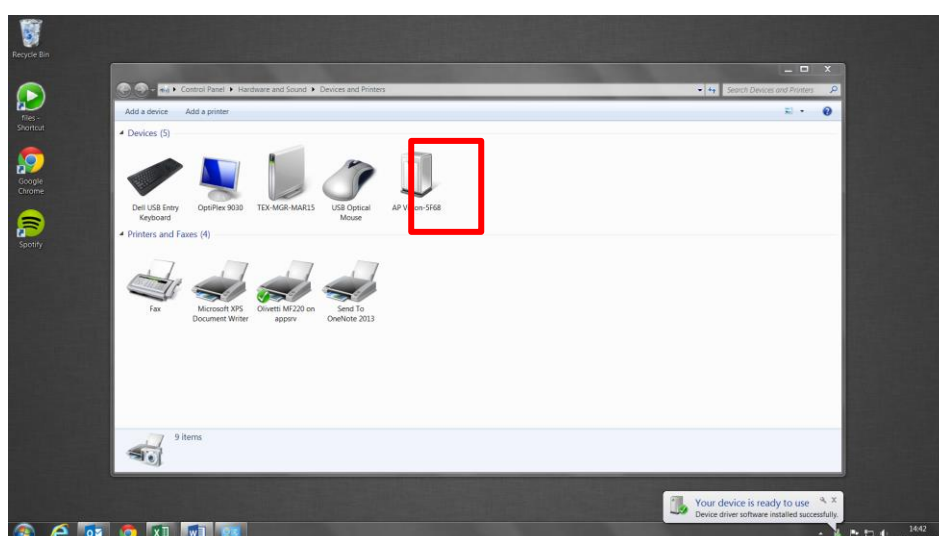 Recycle Bin
files -
Shortcut
Google
Chrome
Spotify
Control Panel Hardware and Sound Devices and Printers
Search Devices and Printers
Add a device Add a printer
Devices (5)
Dell USB Entry
Keyboard
OptiPlex 9030
TEX-MGR-MAR15
USB Optical
Mouse
AP
Printers and Faxes (4)
Fax
Microsoft XPS
Document Writer
Olivetti MF220 on
appsrv
Send To
OneNote 2013
9 items
Your device is ready to use
Device driver software installed successfully.
14:42